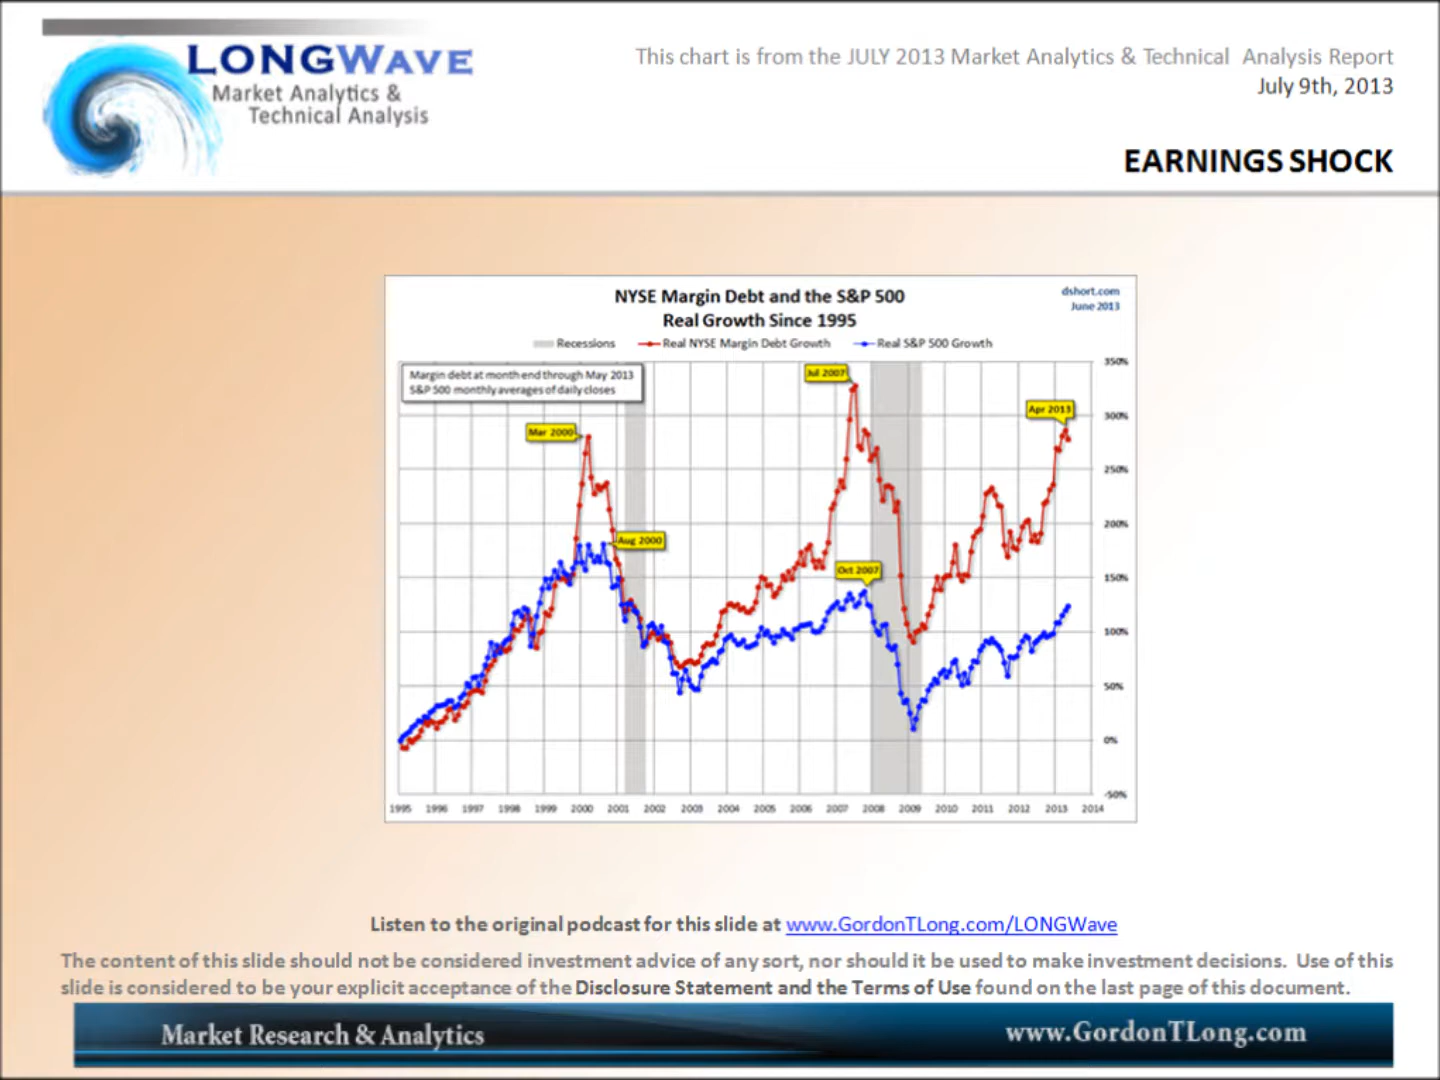 LONGWAVE
Market Analytics &
Technical Analysis
This chart is from the JULY 2013 Market Analytics & Technical Analysis Report
July 9th, 2013
EARNINGS SHOCK
NYSE Margin Debt and the S&P 500
Real Growth Since 1995
dshort.com
June 2013
Recessions Real NYSE Margin Debt Growth Real S&P 500 Growth
Margin debt at month end through May 2013
S&P 500 monthly averages of daily closes
Jul 2007
Apr 2013
Mar 2000
Aug 2000
Oct 2007
350%
300%
250%
200%
150%
100%
50%
0%
-50%
1995 1996 1997 1998 1999 2000 2001 2002 2003 2004 2005 2006 2007 2008 2009 2010 2011 2012 2013 2014
Listen to the original podcast for this slide at www.GordonTLong.com/LONGWave
The content of this slide should not be considered investment advice of any sort, nor should it be used to make investment decisions. Use of this
slide is considered to be your explicit acceptance of the Disclosure Statement and the Terms of Use found on the last page of this document.
Market Research & Analytics
www.GordonTLong.com